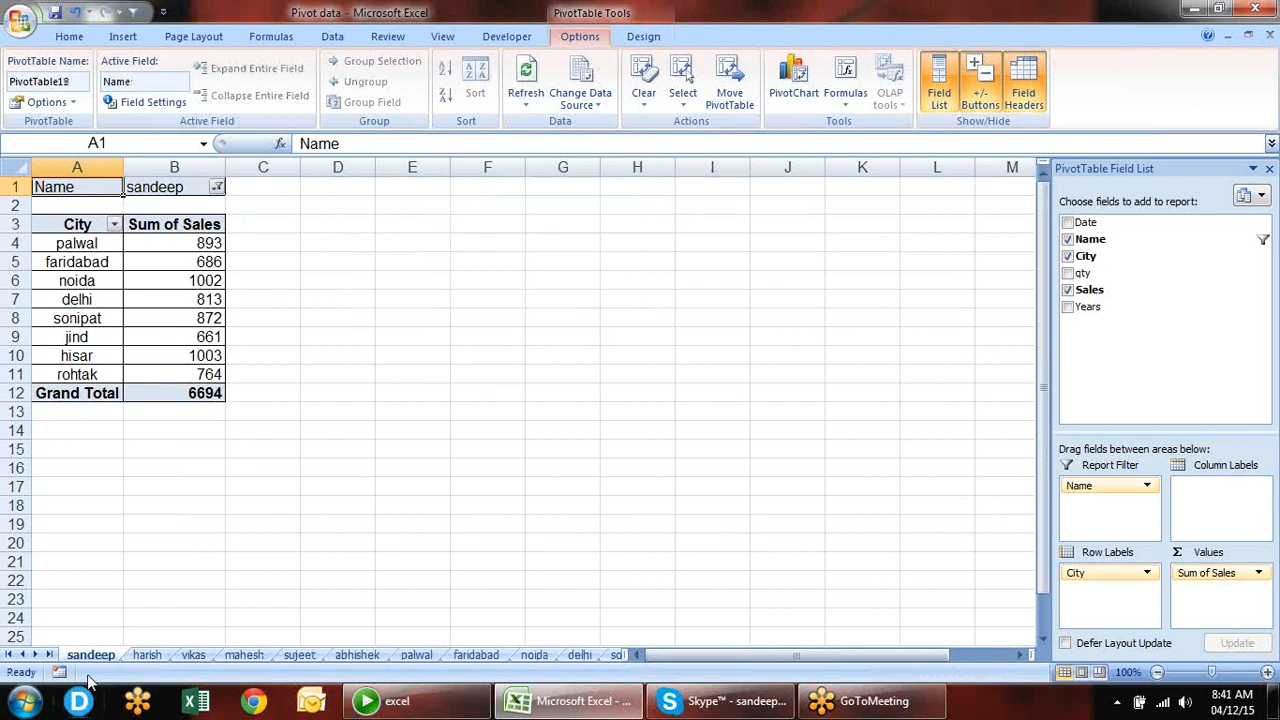 Pivot data - Microsoft Excel PivotTable Tools
Home Insert Page Layout Formulas Data Review View Developer Options Design
PivotTable Name: Active Field: Expand Entire Field Group Selection
PivotTable18 Name Collapse Entire Field Ungroup
Options Field Settings Group Field
Sort Refresh Change Data Source Clear Select Move PivotTable PivotChart Formulas OLAP tools Field List +/- Buttons Field Headers
PivotTable Active Field Group Sort Data Actions Tools Show/Hide
A1 fx Name
A B C D E F G H I J K L M
1 Name sandeep
2
3 City Sum of Sales
4 palwal 893
5 faridabad 686
6 noida 1002
7 delhi 813
8 sonipat 872
9 jind 661
10 hisar 1003
11 rohtak 764
12 Grand Total 6694
13
14
15
16
17
18
19
20
21
22
23
24
25
PivotTable Field List
Choose fields to add to report:
Date
Name
City
qty
Sales
Years
Drag fields between areas below:
Report Filter Column Labels
Name
Row Labels Σ Values
City Sum of Sales
Defer Layout Update Update
sandeep harish vikas mahesh sujeet abhishek palwal faridabad noida delhi
Ready 100%
excel Microsoft Excel - ... Skype™ - sandeep... GoToMeeting
8:41 AM
04/12/15